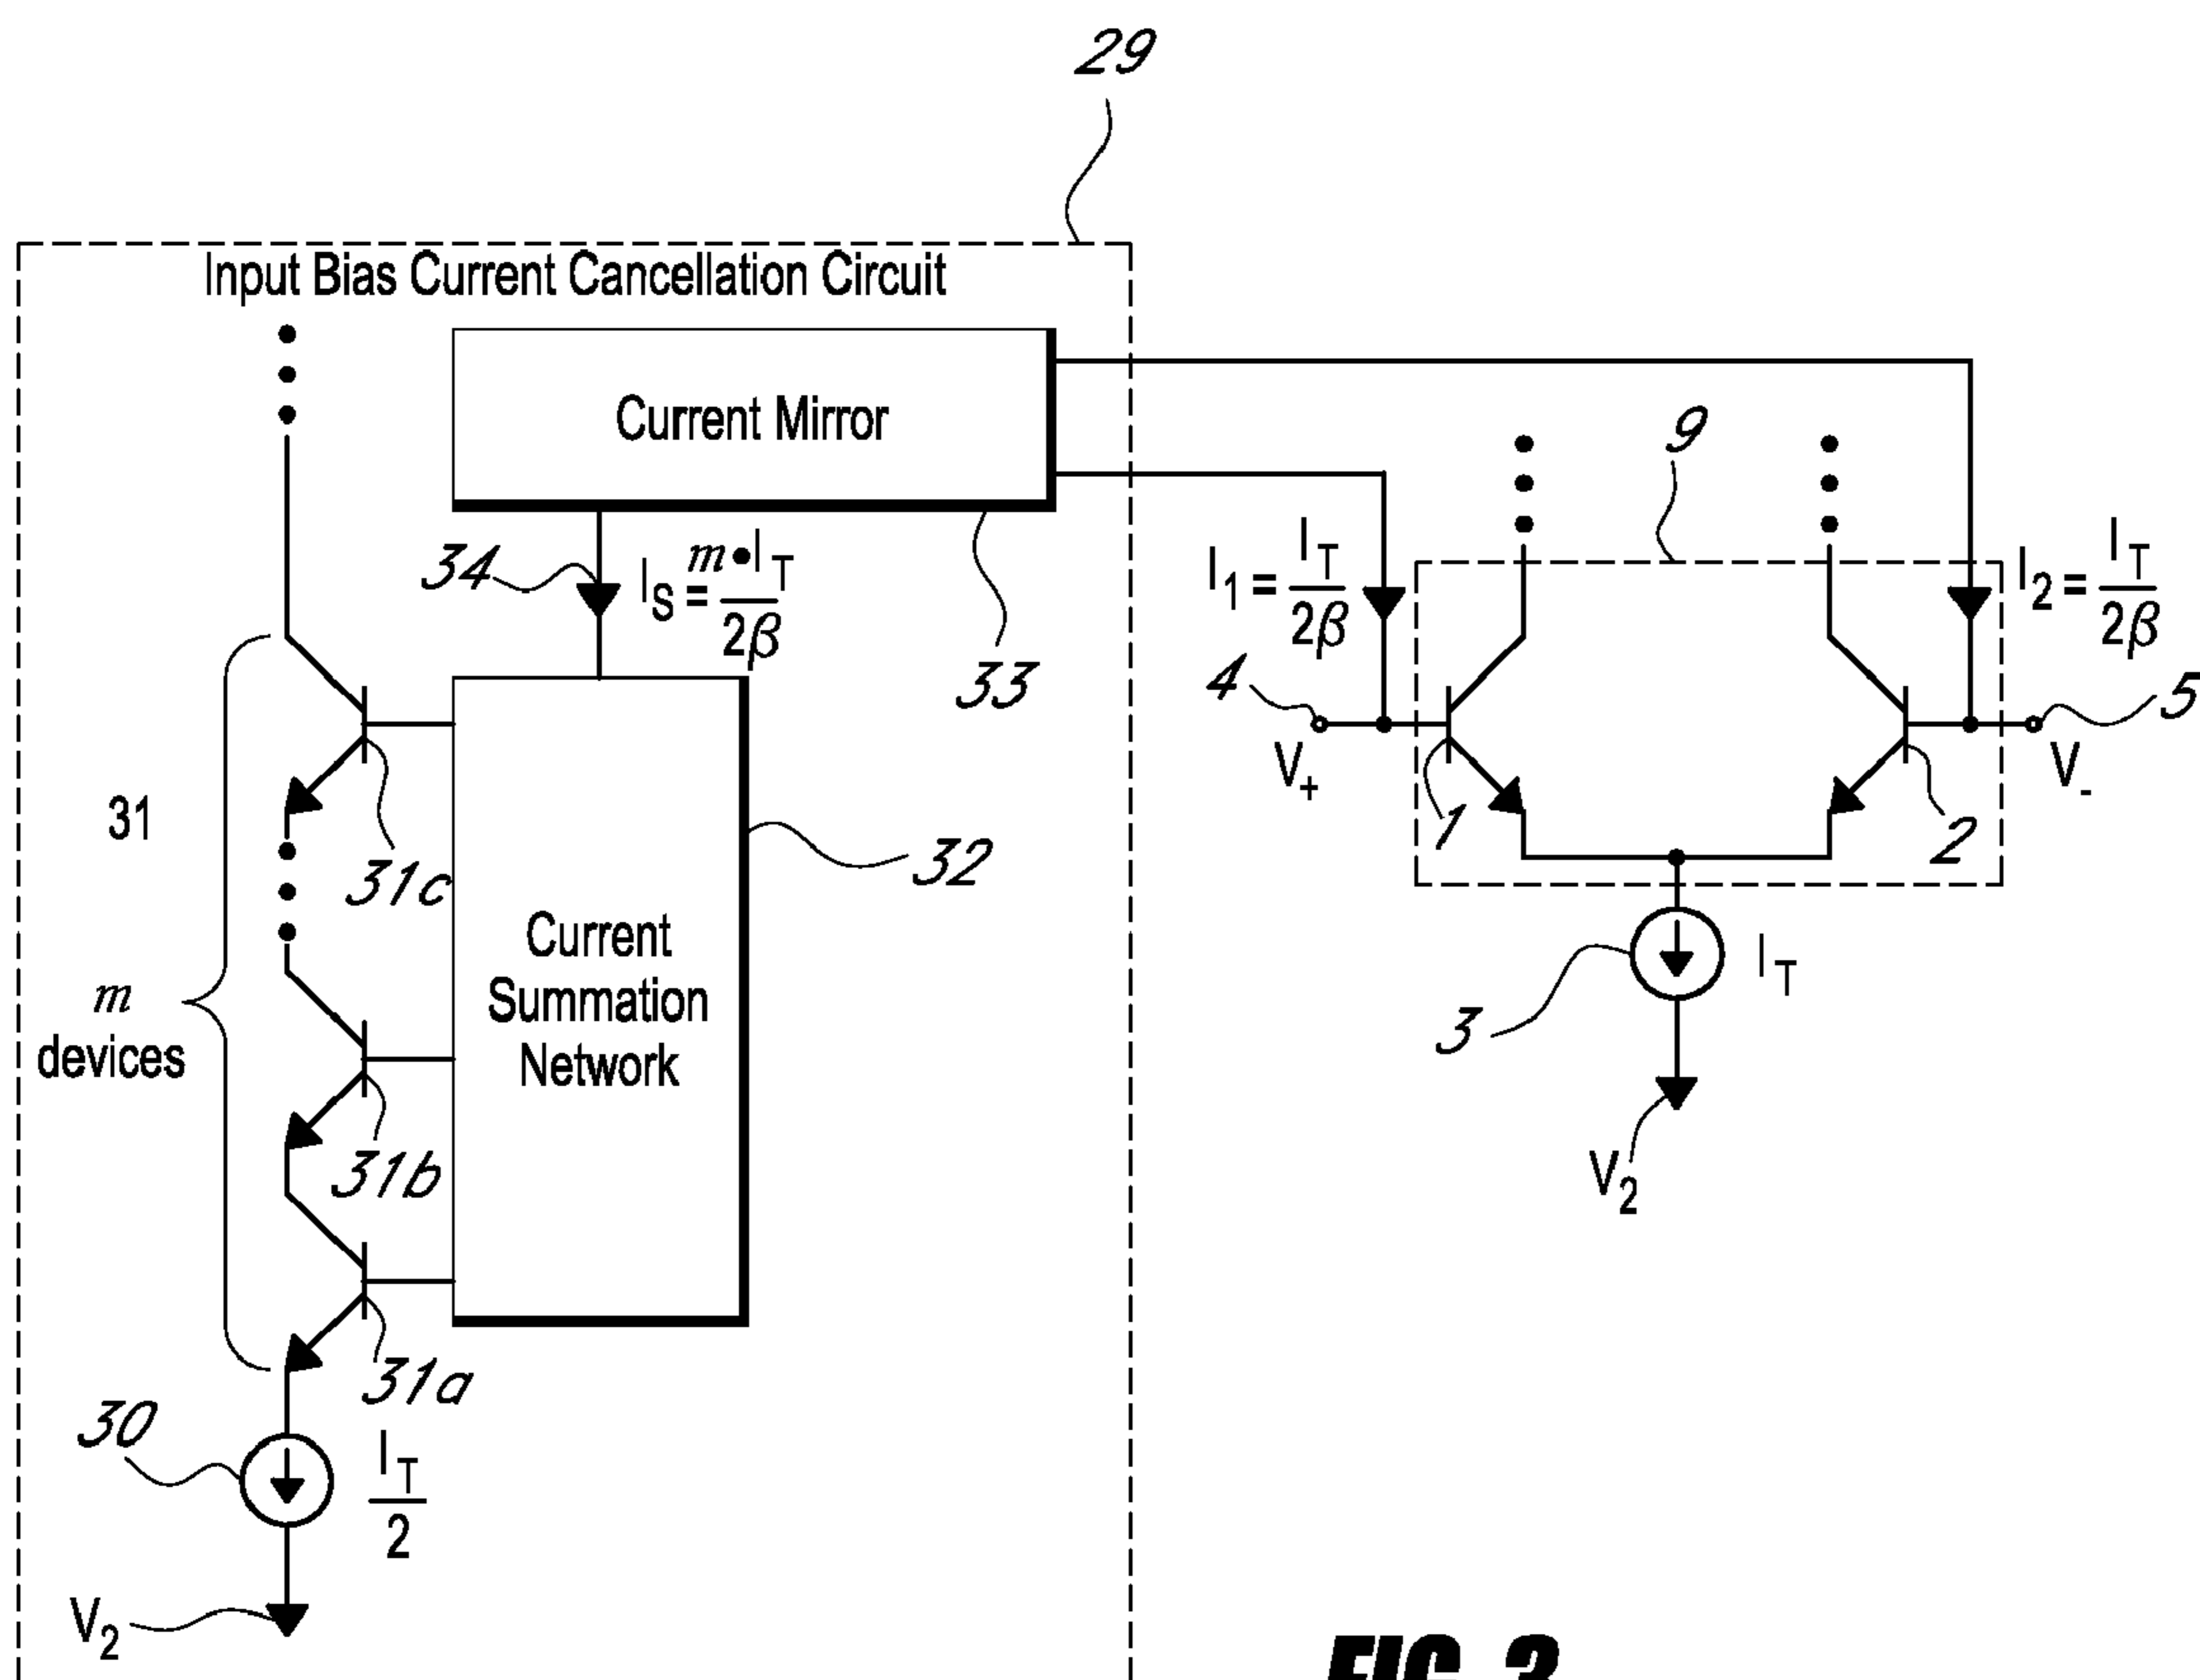 29
Input Bias Current Cancellation Circuit
Current Mirror
9
34
I_S = m•I_T / 2β
33
I_1 = I_T / 2β
I_2 = I_T / 2β
4
5
V_+
V_-
1
2
31
31c
32
Current
Summation
Network
I_T
3
m
devices
31b
V_2
31a
30
I_T / 2
V_2
FIG. 3